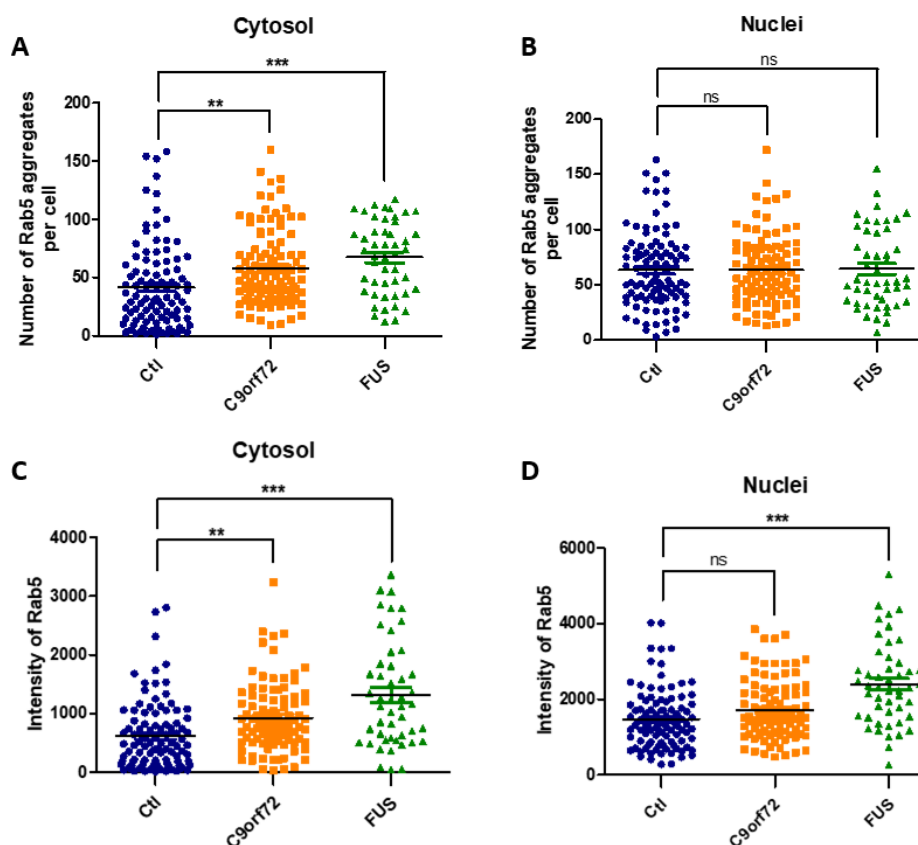 A
Cytosol
***
**
Number of Rab5 aggregates
per cell
200
150
100
50
0
Ctl
C9orf72
FUS
B
Nuclei
ns
ns
Number of Rab5 aggregates
per cell
200
150
100
50
0
Ctl
C9orf72
FUS
C
Cytosol
***
**
Intensity of Rab5
4000
3000
2000
1000
0
Ctl
C9orf72
FUS
D
Nuclei
***
ns
Intensity of Rab5
6000
4000
2000
0
Ctl
C9orf72
FUS